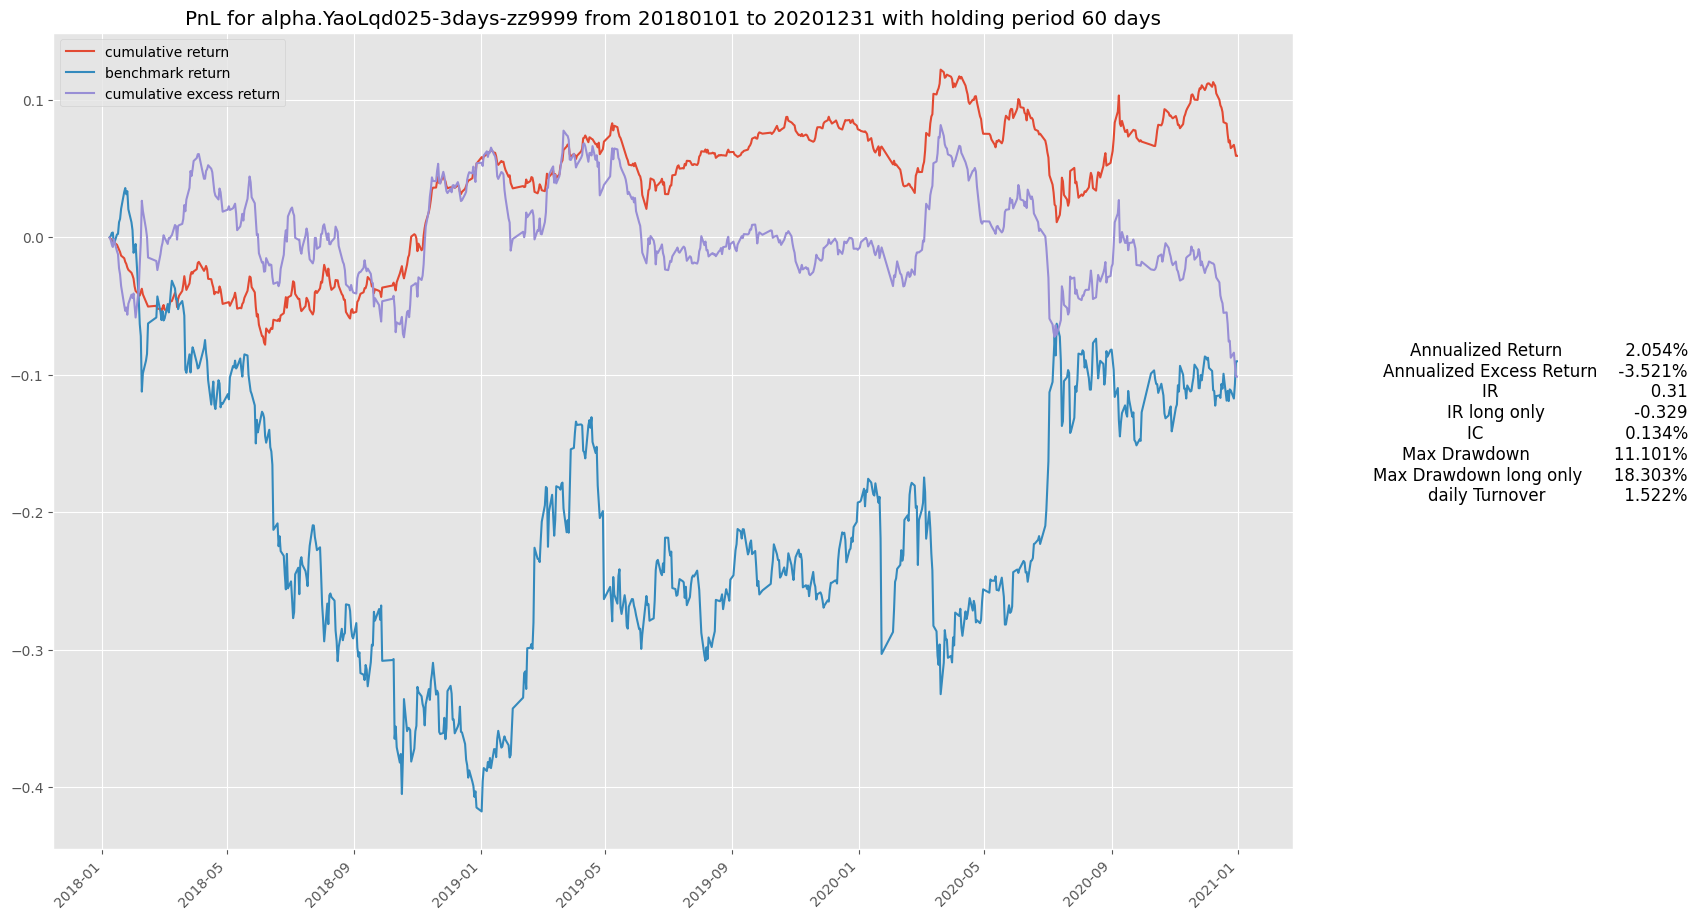 PnL for alpha.YaoLqd025-3days-zz9999 from 20180101 to 20201231 with holding period 60 days
cumulative return
benchmark return
cumulative excess return
0.1
0.0
−0.1
−0.2
−0.3
−0.4
2018-01
2018-05
2018-09
2019-01
2019-05
2019-09
2020-01
2020-05
2020-09
2021-01
Annualized Return 2.054%
Annualized Excess Return -3.521%
IR 0.31
IR long only -0.329
IC 0.134%
Max Drawdown 11.101%
Max Drawdown long only 18.303%
daily Turnover 1.522%